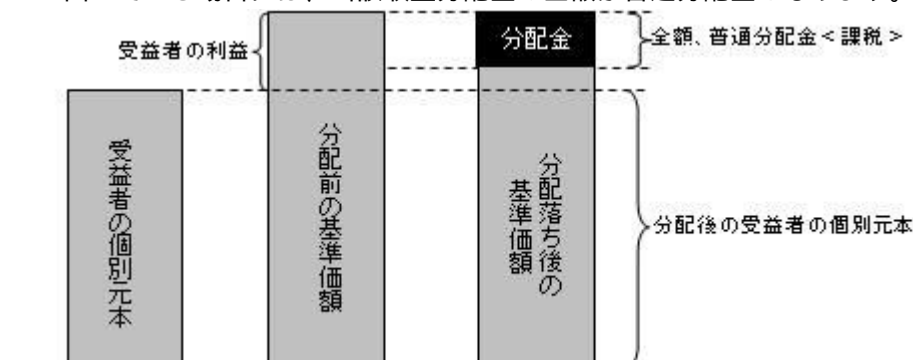 受益者の利益
分配金
全額、普通分配金<課税>
受益者の個別元本
分配前の基準価額
分配落ち後の
基準価額
分配後の受益者の個別元本